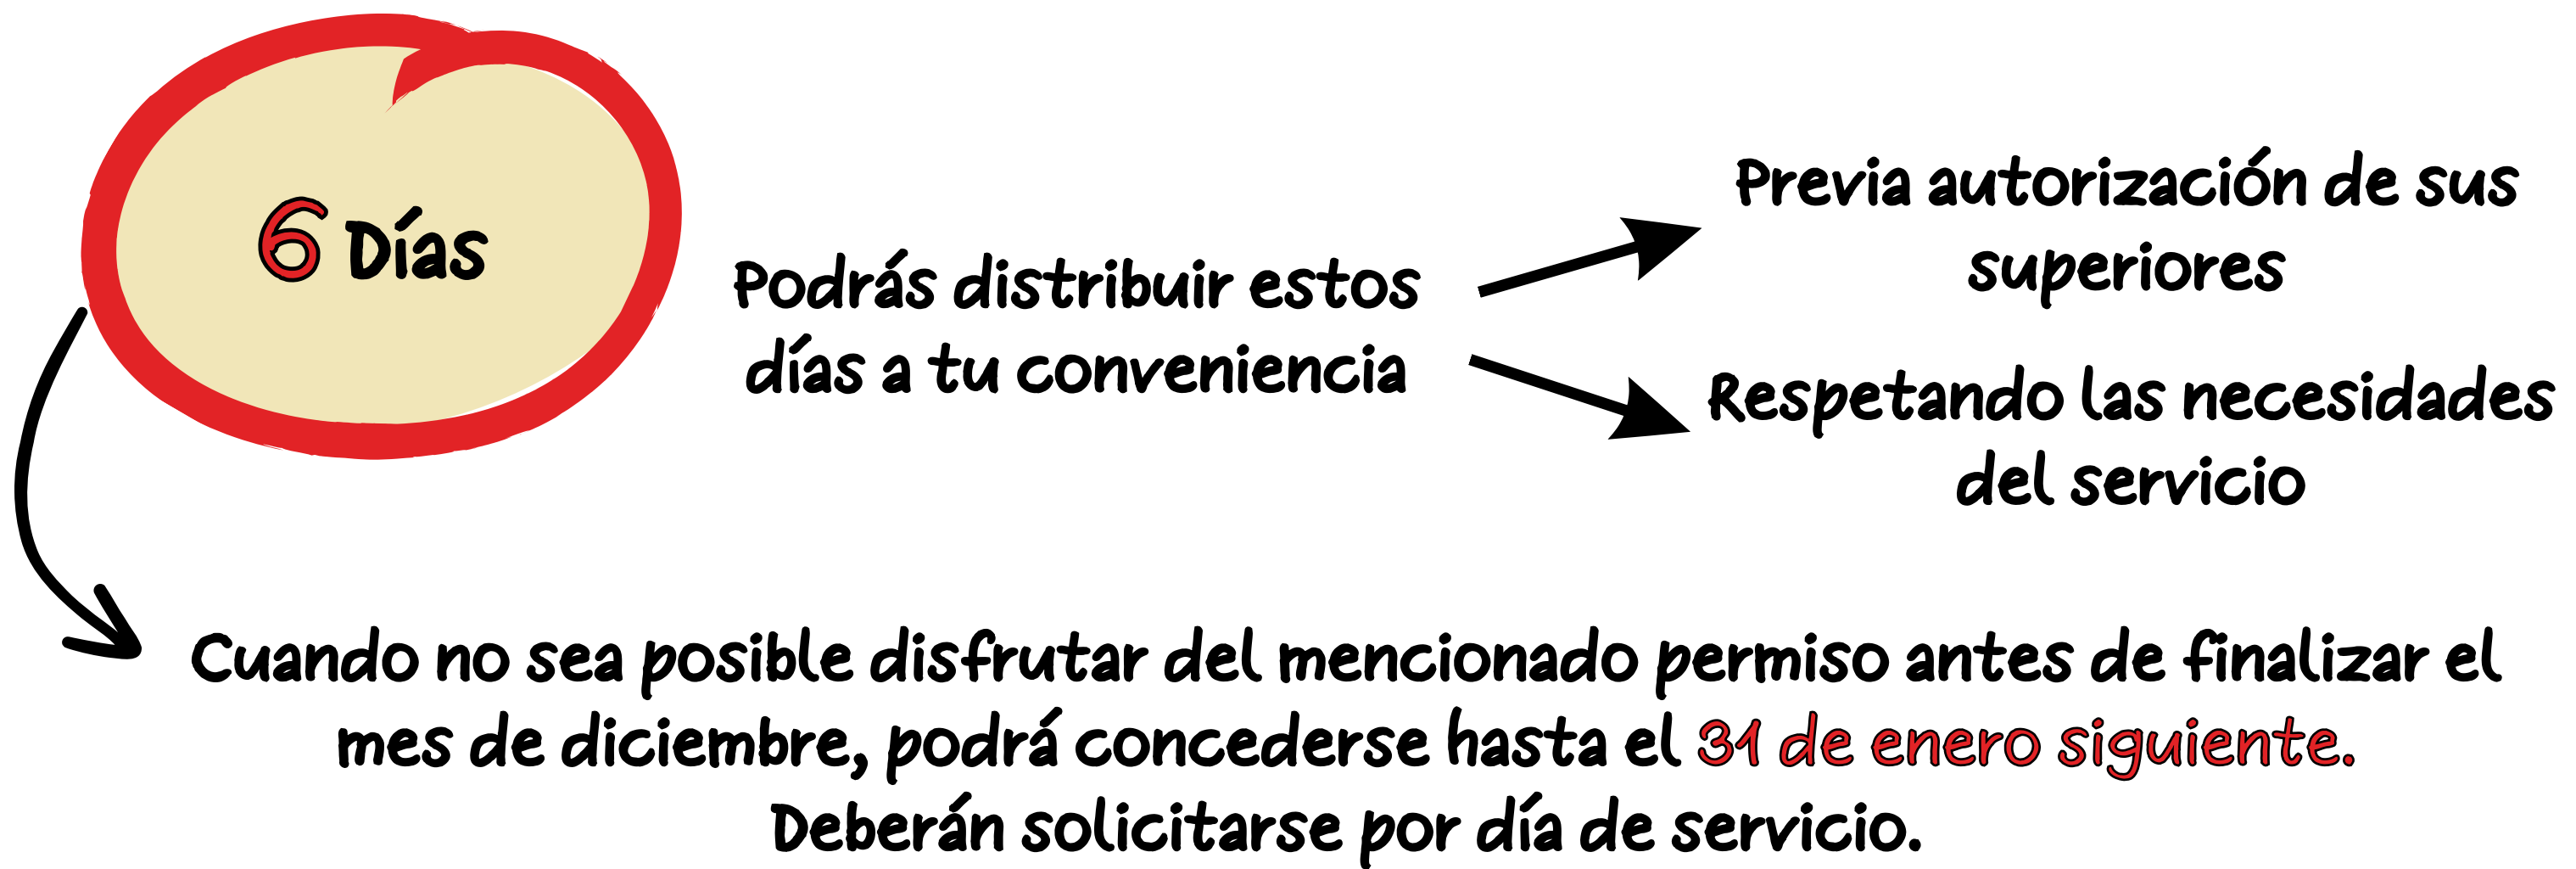 6 Días
Podrás distribuir estos
días a tu conveniencia
Previa autorización de sus
superiores
Respetando las necesidades
del servicio
Cuando no sea posible disfrutar del mencionado permiso antes de finalizar el
mes de diciembre, podrá concederse hasta el 31 de enero siguiente.
Deberán solicitarse por día de servicio.